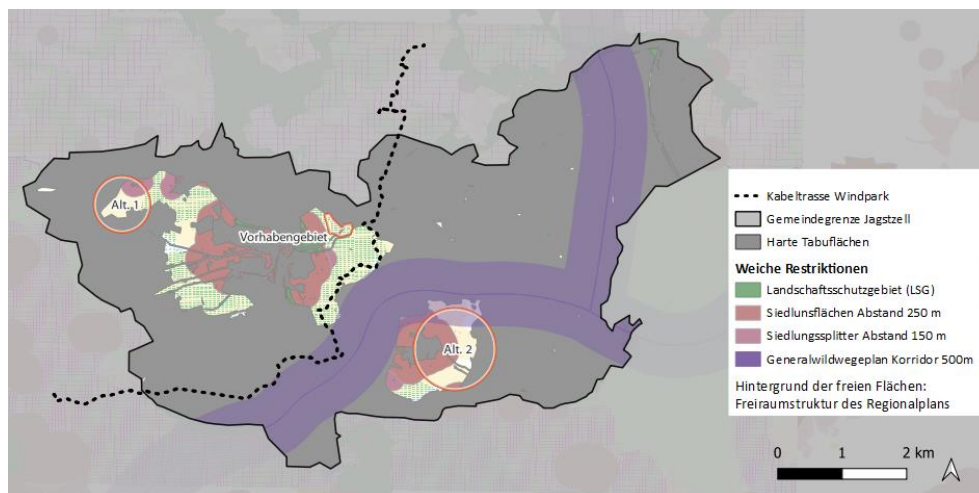 Alt. 1
Vorhabengebiet
Alt. 2
Kabeltrasse Windpark
Gemeindegrenze Jagstzell
Harte Tabuflächen
Weiche Restriktionen
Landschaftsschutzgebiet (LSG)
Siedlunsflächen Abstand 250 m
Siedlungssplitter Abstand 150 m
Generalwildwegeplan Korridor 500m
Hintergrund der freien Flächen:
Freiraumstruktur des Regionalplans
0 1 2 km